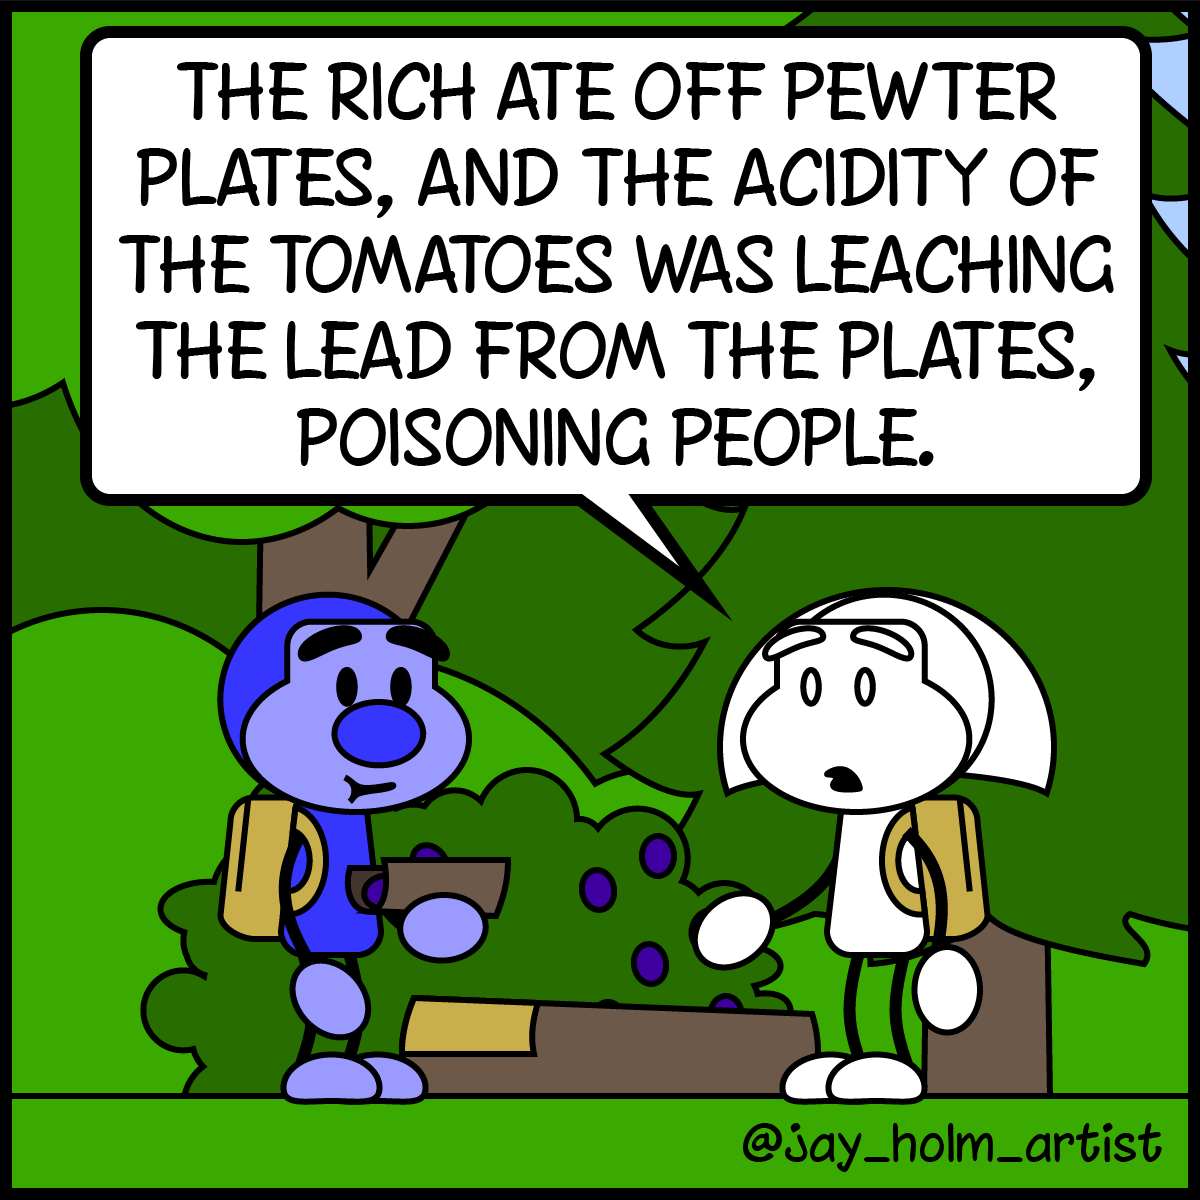 THE RICH ATE OFF PEWTER
PLATES, AND THE ACIDITY OF
THE TOMATOES WAS LEACHING
THE LEAD FROM THE PLATES,
POISONING PEOPLE.
@jay_holm_artist